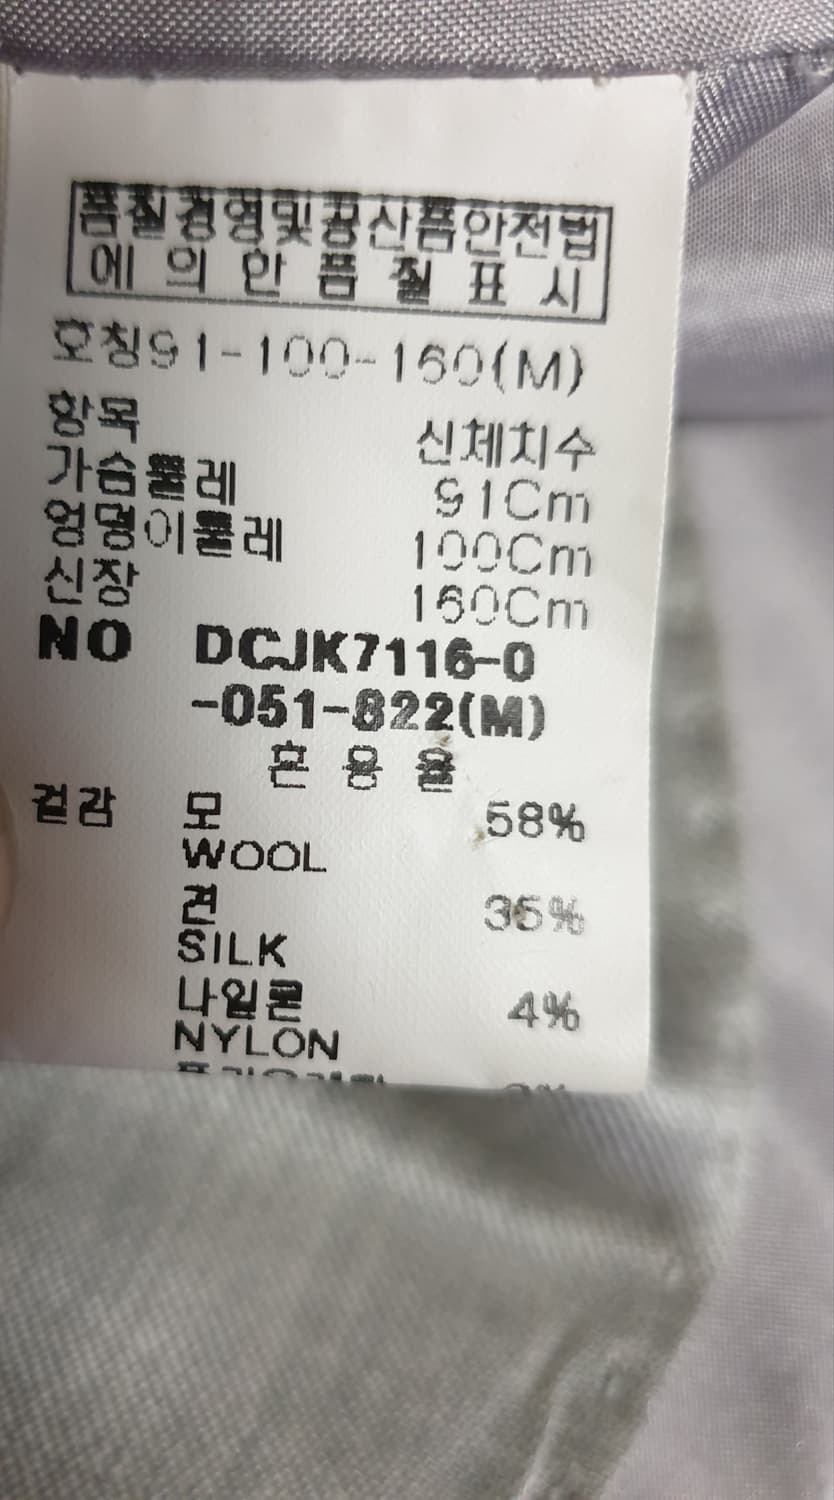 품질경영및공산품안전법
에 의 한 품 질 표 시
호칭91-100-160(M)
항목 신체치수
가슴둘레 91Cm
엉덩이둘레 100Cm
신장 160Cm
NO DCJK7116-0
-051-822(M)
혼 용 율
겉감 모 58%
WOOL
견 35%
SILK
나일론 4%
NYLON